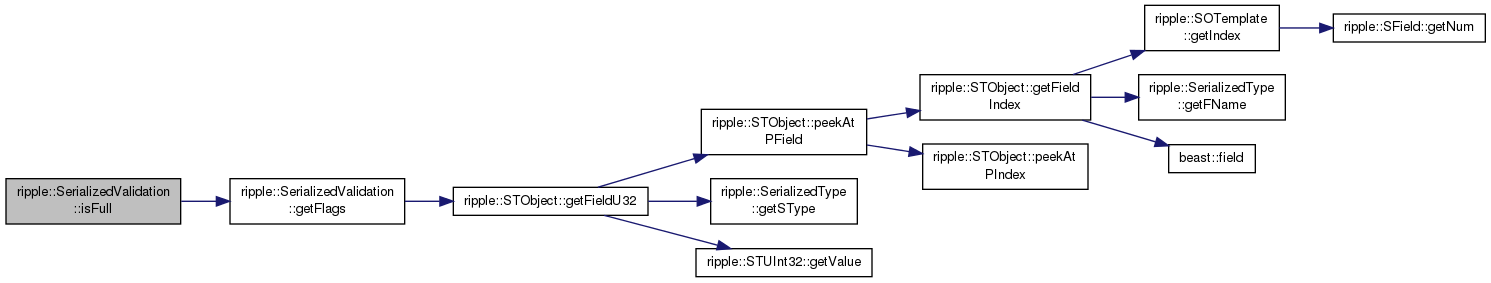 ripple::SerializedValidation
::isFull
ripple::SerializedValidation
::getFlags
ripple::STObject::getFieldU32
ripple::STObject::peekAt
PField
ripple::SerializedType
::getSType
ripple::STUInt32::getValue
ripple::STObject::getField
Index
ripple::STObject::peekAt
PIndex
ripple::SOTemplate
::getIndex
ripple::SerializedType
::getFName
beast::field
ripple::SField::getNum